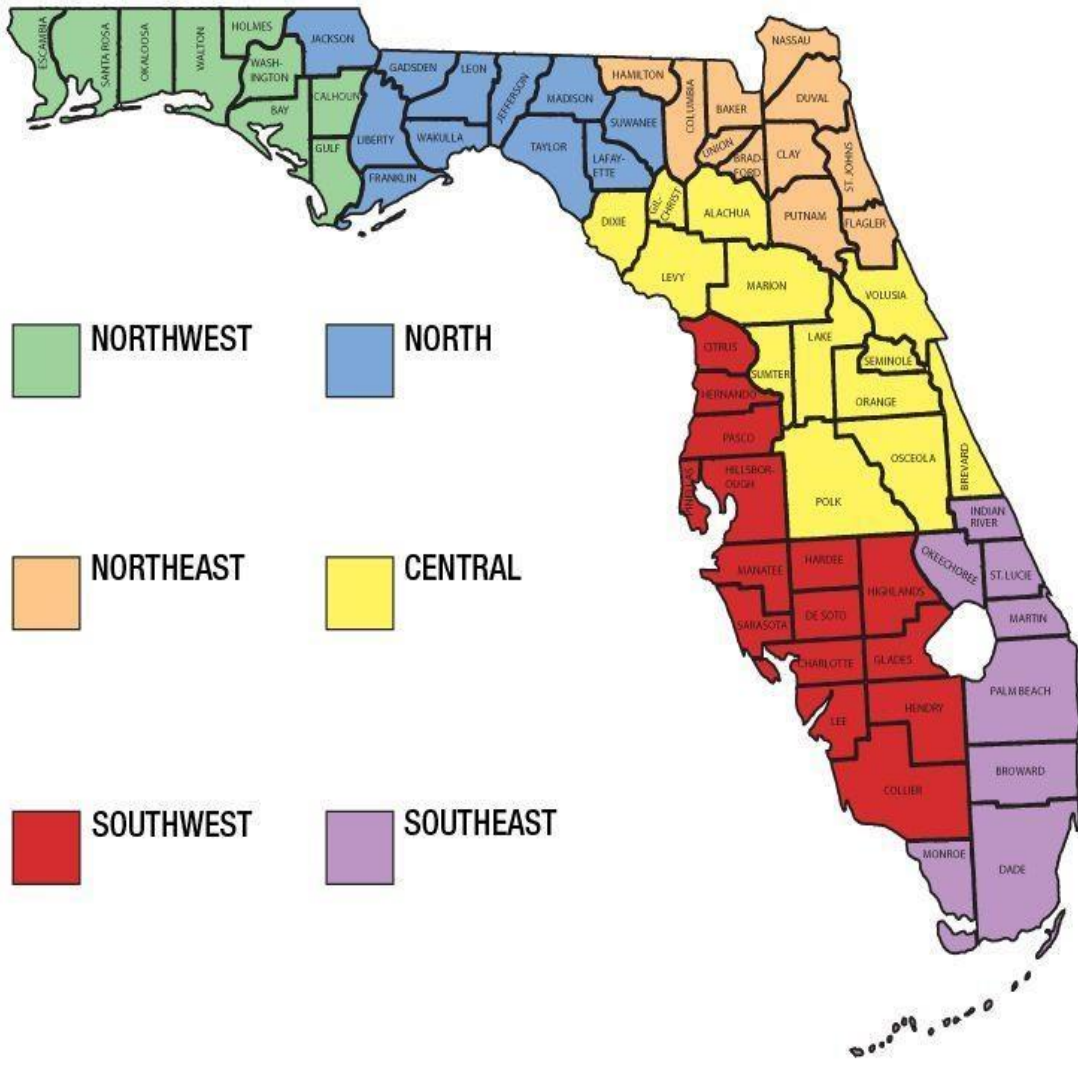 ESCAMBIA
SANTA ROSA
OKALOOSA
WALTON
HOLMES
WASH-
INGTON
BAY
JACKSON
CALHOUN
GULF
GADSDEN
LIBERTY
FRANKLIN
LEON
WAKULLA
JEFFERSON
MADISON
TAYLOR
HAMILTON
SUWANEE
LAFAY-
ETTE
COLUMBIA
BAKER
NASSAU
DUVAL
UNION
BRAD-
FORD
CLAY
ST. JOHNS
PUTNAM
FLAGLER
DIXIE
GIL-
CHRIST
ALACHUA
LEVY
MARION
VOLUSIA
NORTHWEST
NORTH
CITRUS
SUMTER
LAKE
SEMINOLE
HERNANDO
ORANGE
PASCO
OSCEOLA
BREVARD
PINELLAS
HILLSBOR-
OUGH
POLK
INDIAN
RIVER
NORTHEAST
CENTRAL
MANATEE
HARDEE
HIGHLANDS
OKEECHOBEE
ST. LUCIE
SARASOTA
DE SOTO
MARTIN
CHARLOTTE
GLADES
PALM BEACH
LEE
HENDRY
BROWARD
COLLIER
SOUTHWEST
SOUTHEAST
MONROE
DADE